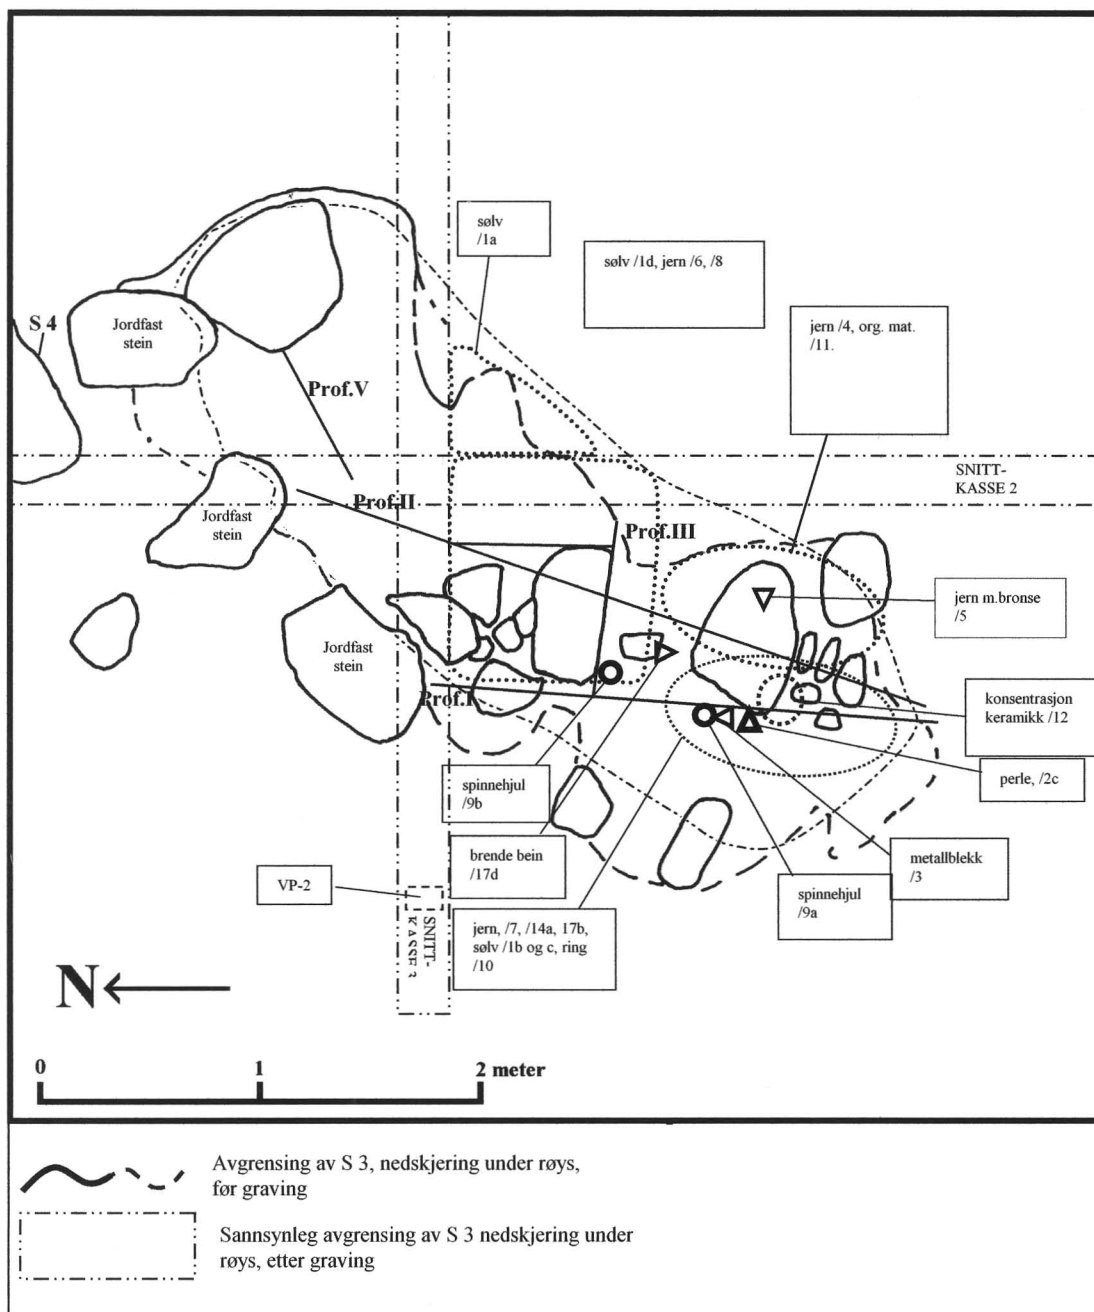 sølv
/1a
sølv /1d, jern /6, /8
jern /4, org. mat.
/11.
S 4
Jordfast
stein
Prof.V
SNITT-
KASSE 2
Prof.II
Jordfast
stein
Prof.III
jern m.bronse
/5
Jordfast
stein
Prof.I
konsentrasjon
keramikk /12
spinnehjul
/9b
perle, /2c
brende bein
/17d
metallblekk
/3
VP-2
spinnehjul
/9a
SNITT-
KASSE 3
jern, /7, /14a, 17b,
sølv /1b og c, ring
/10
N
0 1 2 meter
Avgrensing av S 3, nedskjering under røys,
før graving
Sannsynleg avgrensing av S 3 nedskjering under
røys, etter graving